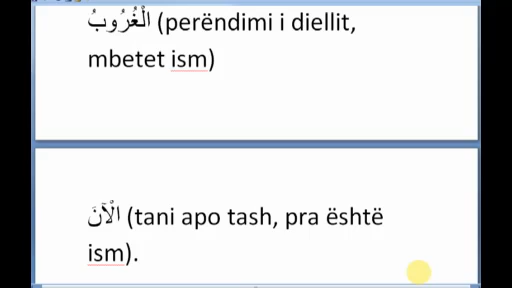 الْغُرُوبُ (perëndimi i diellit,
mbetet ism)
الْآنَ (tani apo tash, pra është
ism).